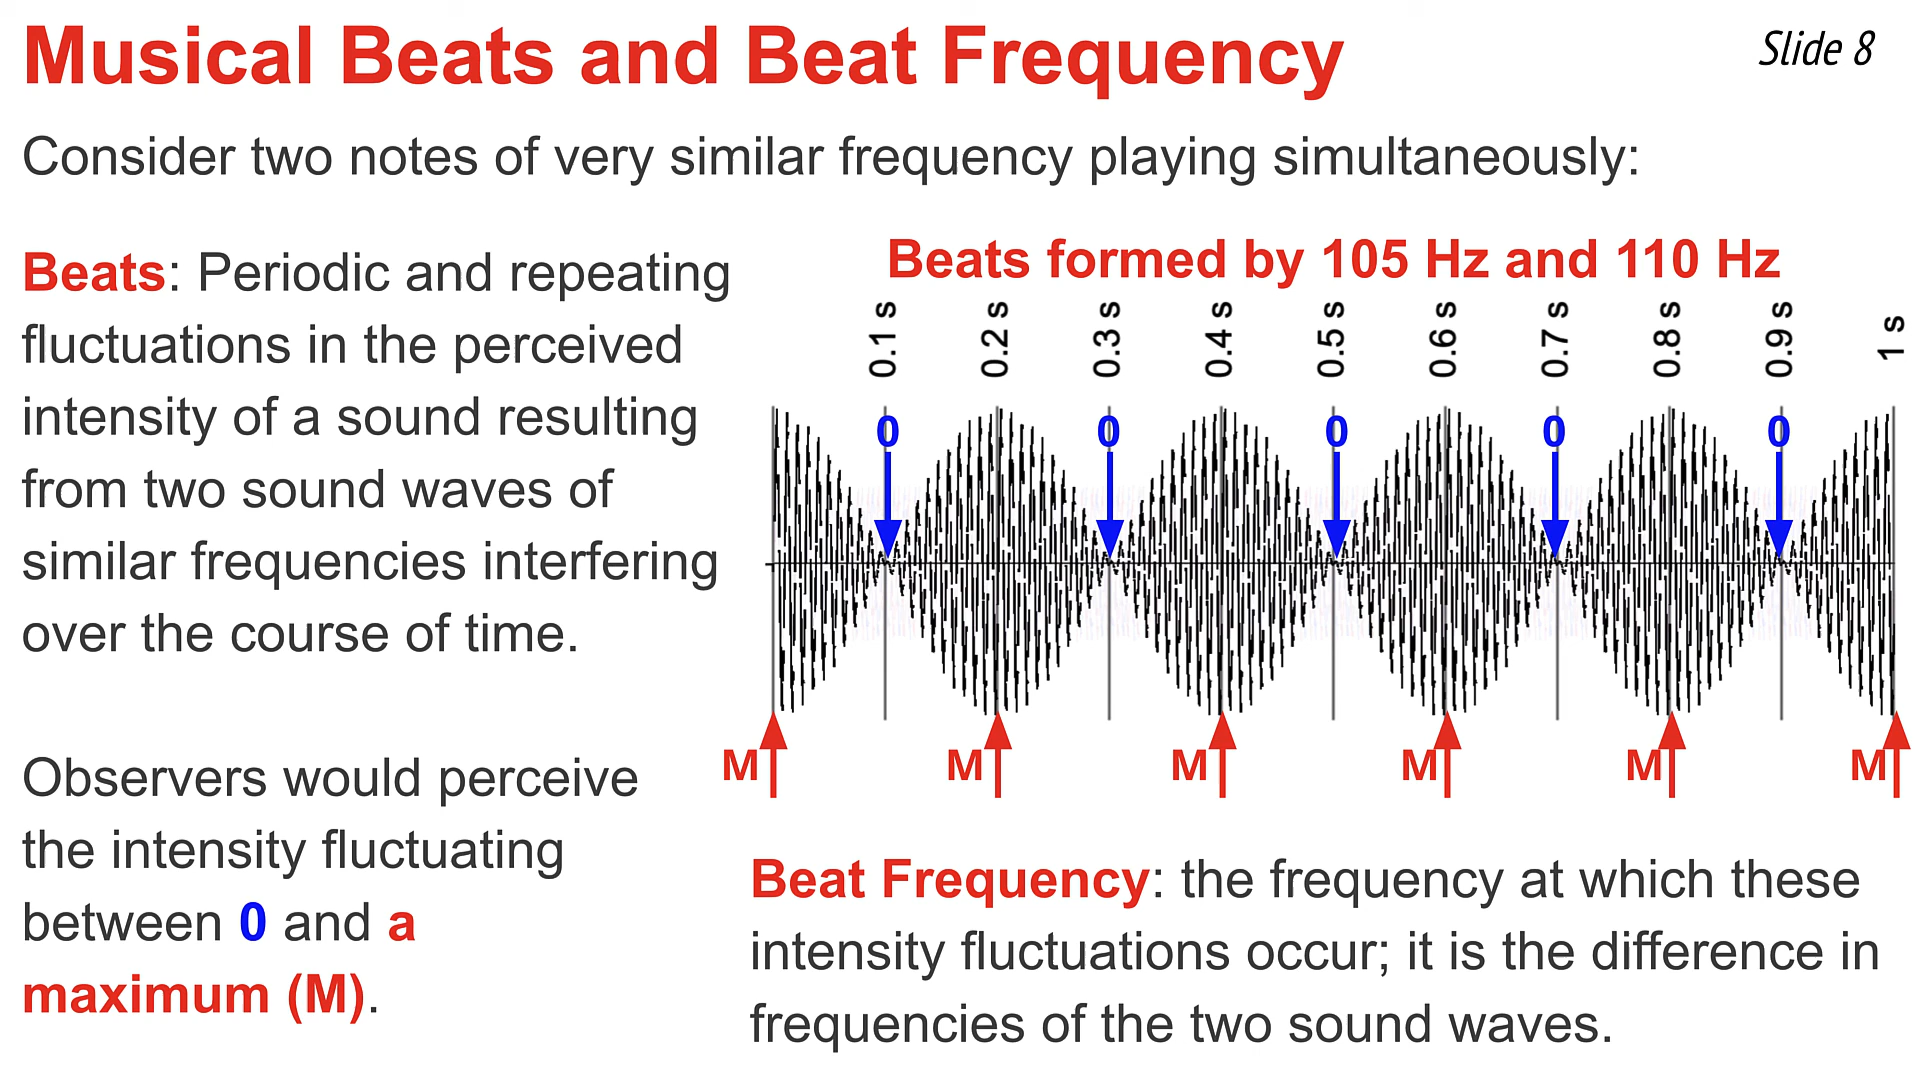 Musical Beats and Beat Frequency
Slide 8
Consider two notes of very similar frequency playing simultaneously:
Beats: Periodic and repeating
fluctuations in the perceived
intensity of a sound resulting
from two sound waves of
similar frequencies interfering
over the course of time.
Observers would perceive
the intensity fluctuating
between 0 and a
maximum (M).
Beats formed by 105 Hz and 110 Hz
0.1 s 0.2 s 0.3 s 0.4 s 0.5 s 0.6 s 0.7 s 0.8 s 0.9 s 1 s
0 0 0 0 0
M M M M M M
Beat Frequency: the frequency at which these
intensity fluctuations occur; it is the difference in
frequencies of the two sound waves.